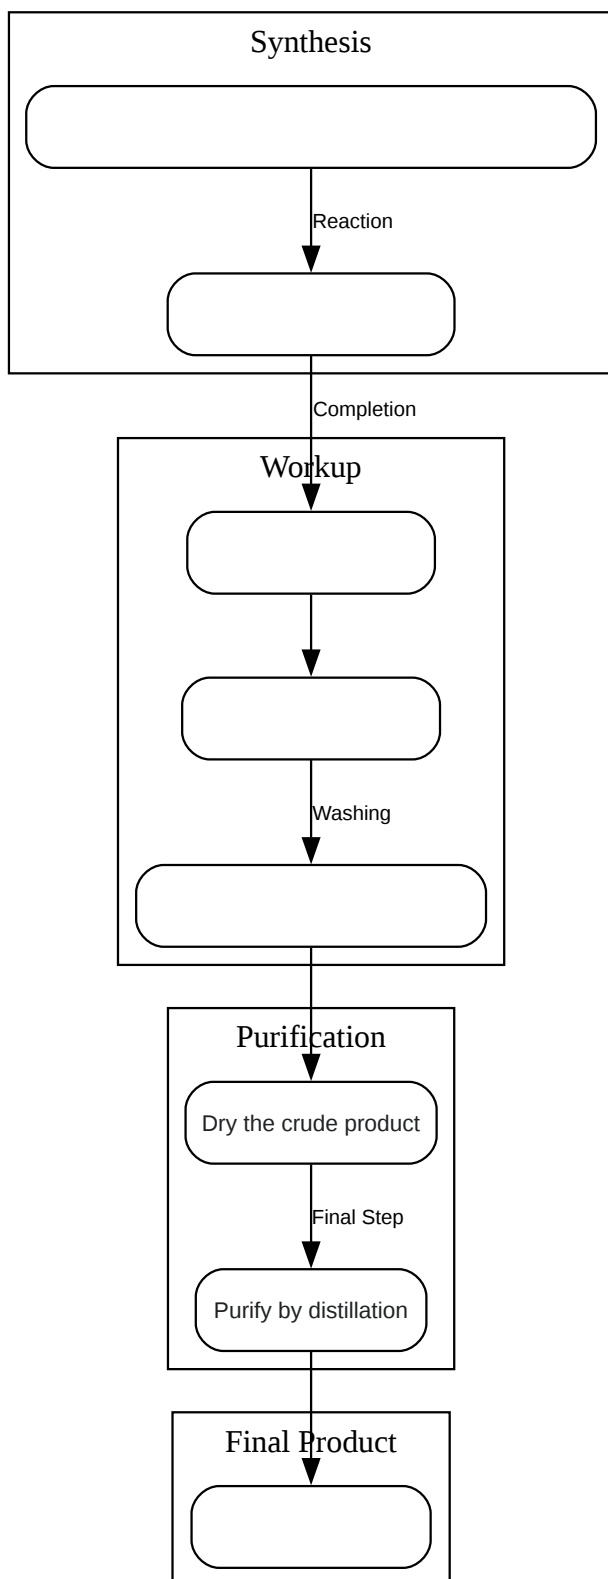 Synthesis
Reaction
Completion
Workup
Washing
Purification
Dry the crude product
Final Step
Purify by distillation
Final Product